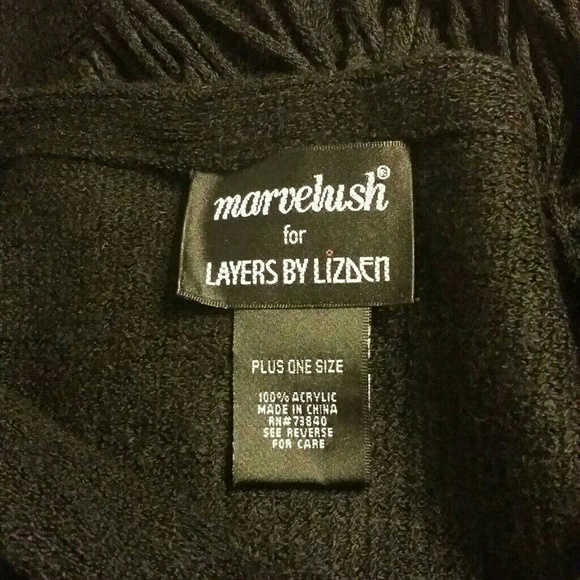 marvelush®
for
LAYERS BY LiZDEN
PLUS ONE SIZE
100% ACRYLIC
MADE IN CHINA
RN#73840
SEE REVERSE
FOR CARE